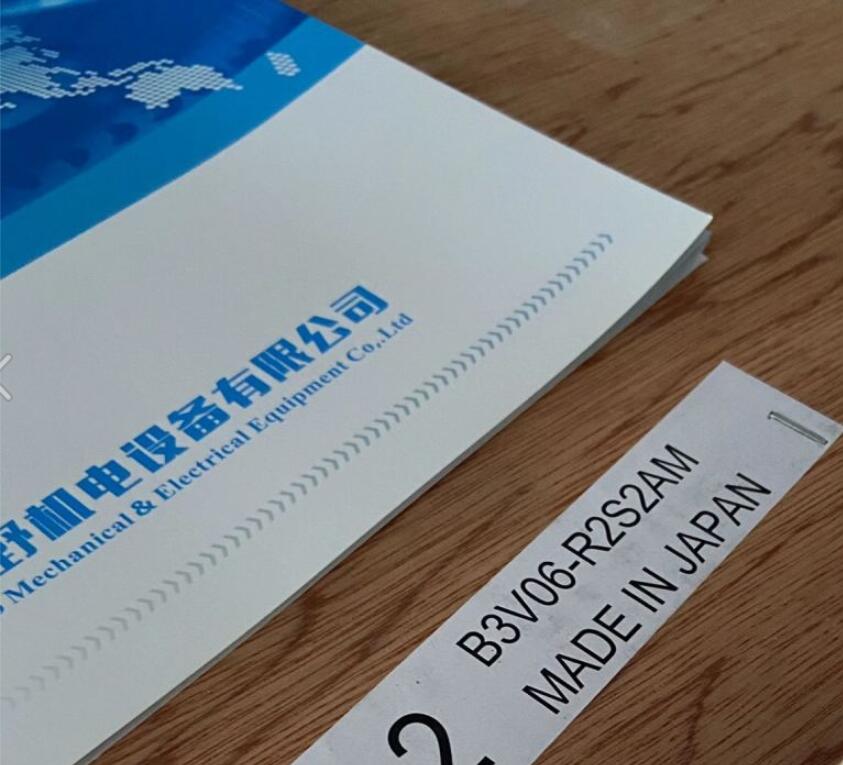 野机电设备有限公司
Mechanical & Electrical Equipment Co,.Ltd
B3V06-R2S2AM
MADE IN JAPAN
2